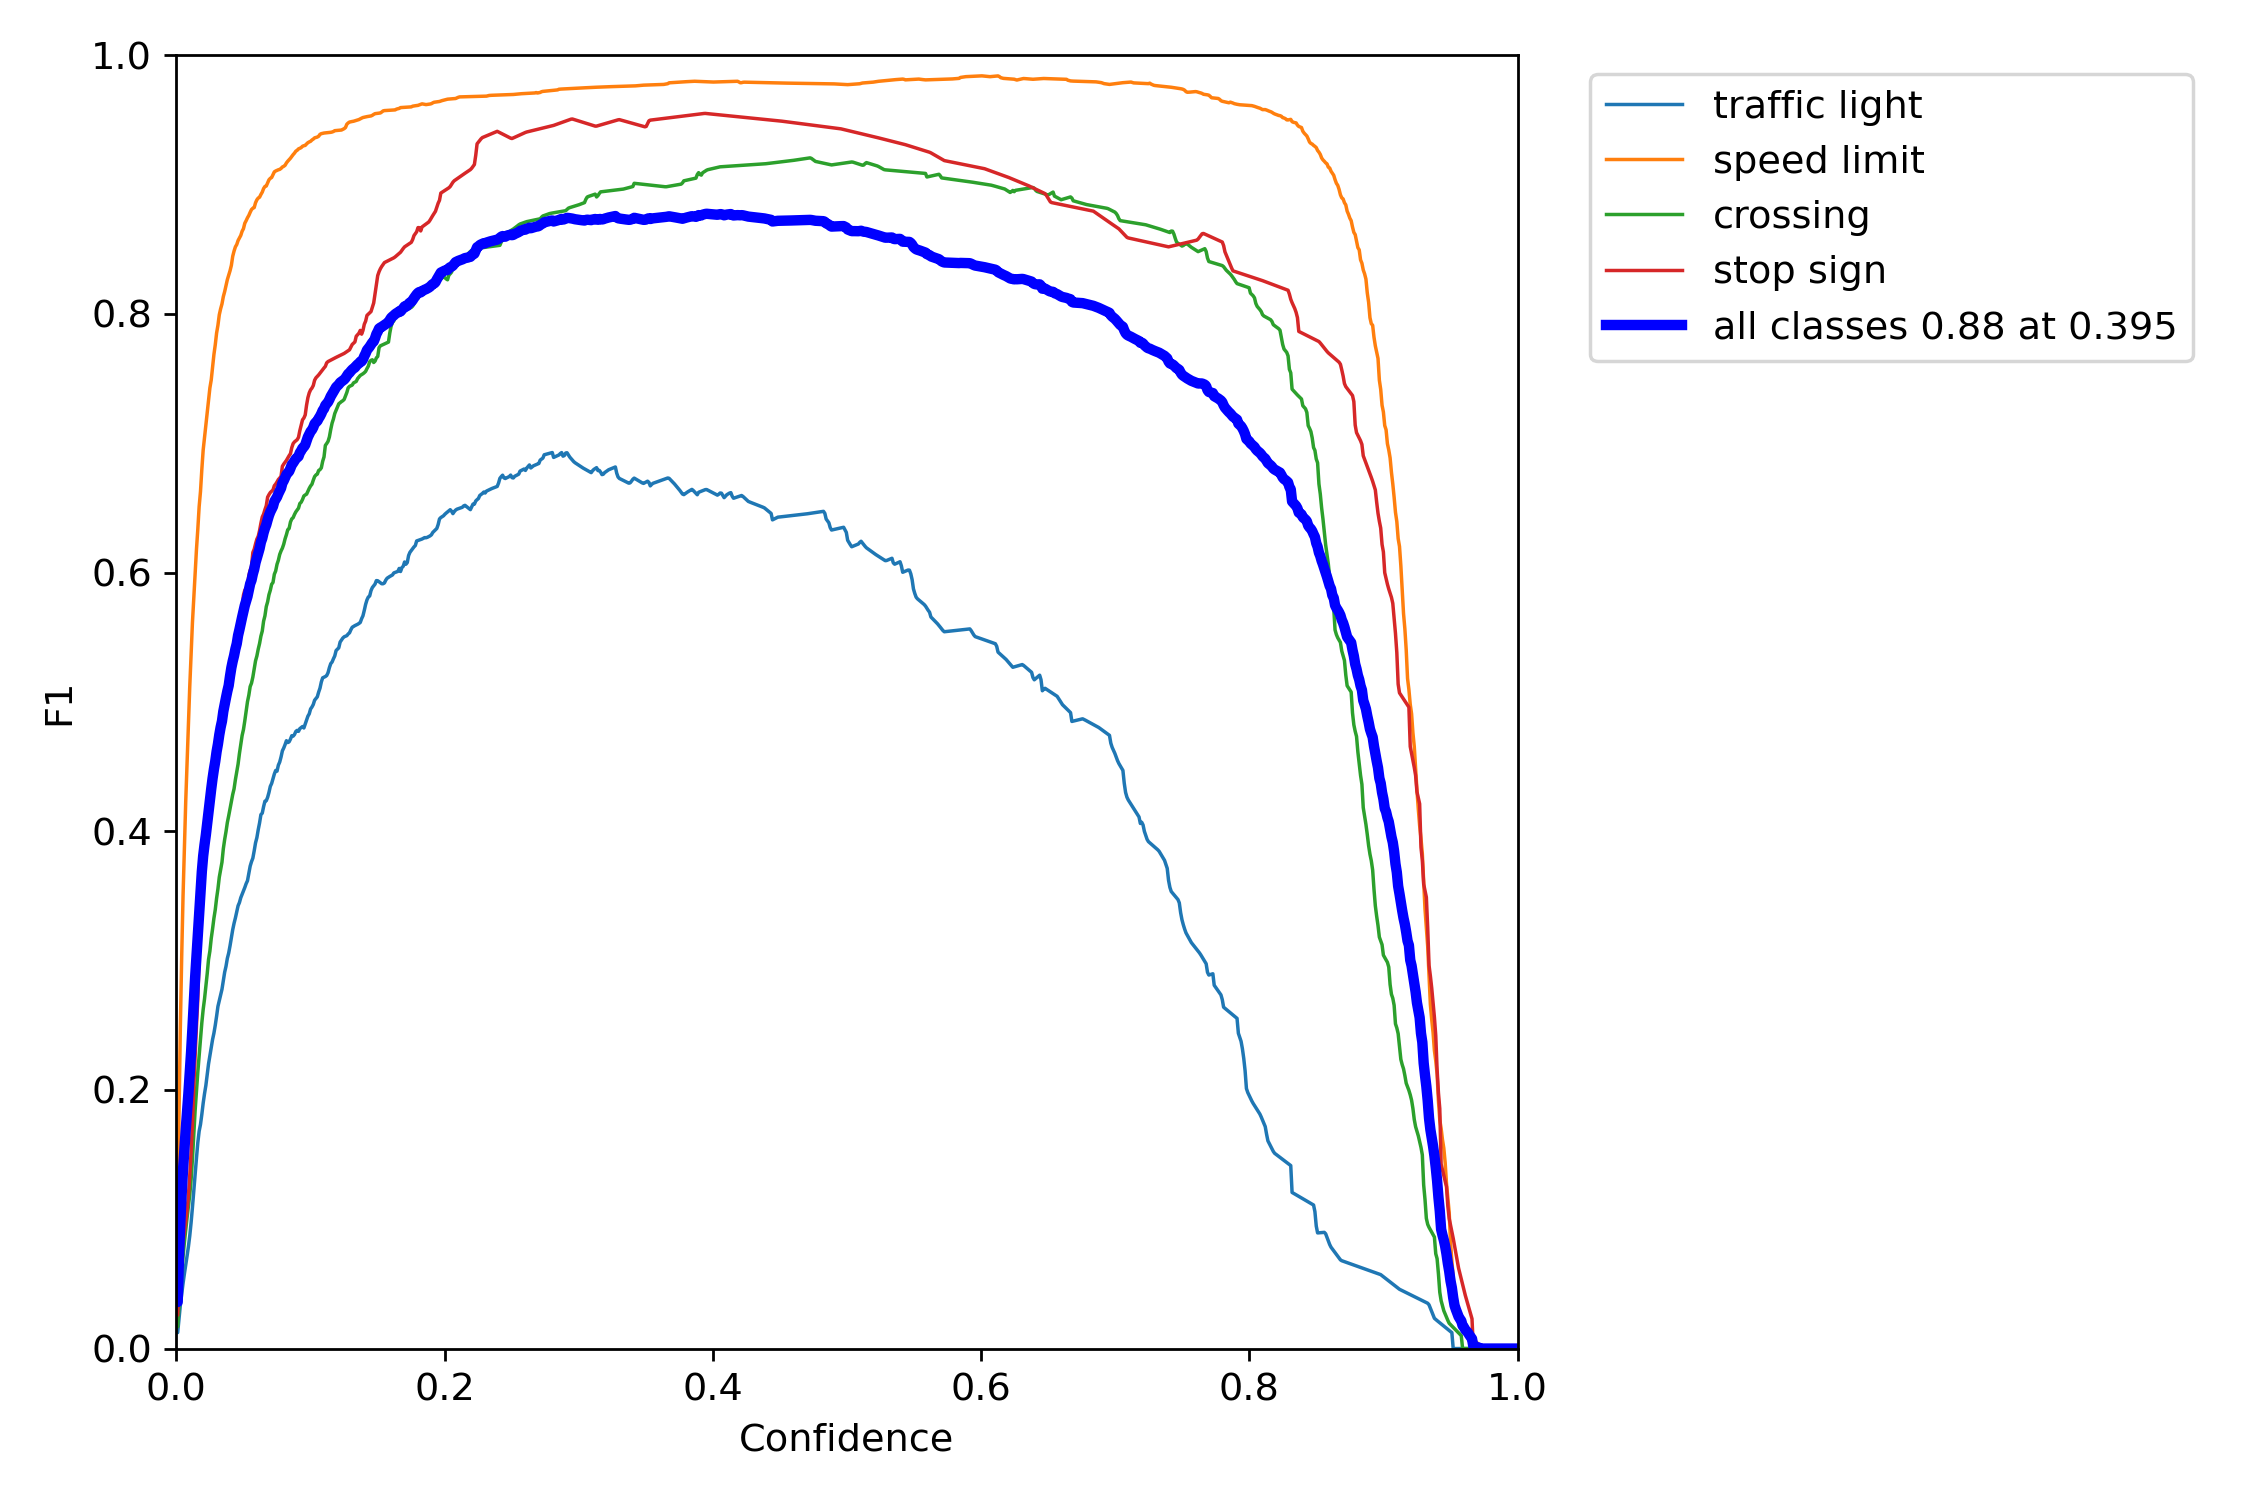 1.0
0.8
0.6
0.4
0.2
0.0
F1
0.0 0.2 0.4 0.6 0.8 1.0
Confidence
traffic light
speed limit
crossing
stop sign
all classes 0.88 at 0.395